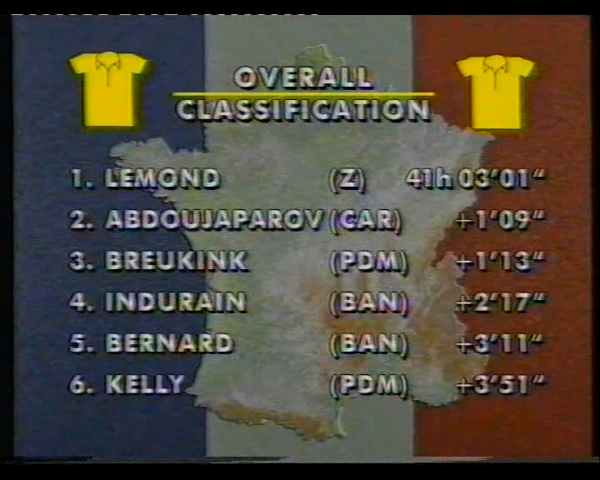 OVERALL
CLASSIFICATION
1. LEMOND (Z) 41h 03'01"
2. ABDOUJAPAROV (CAR) +1'09"
3. BREUKINK (PDM) +1'13"
4. INDURAIN (BAN) +2'17"
5. BERNARD (BAN) +3'11"
6. KELLY (PDM) +3'51"